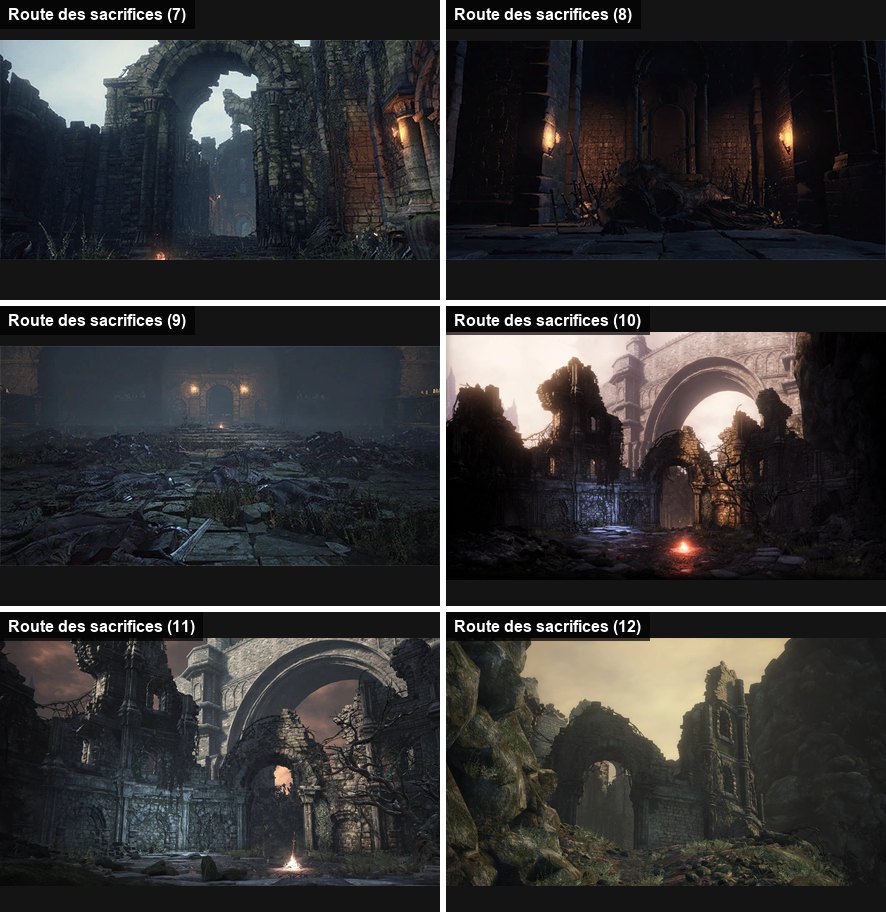 Route des sacrifices (7)
Route des sacrifices (8)
Route des sacrifices (9)
Route des sacrifices (10)
Route des sacrifices (11)
Route des sacrifices (12)